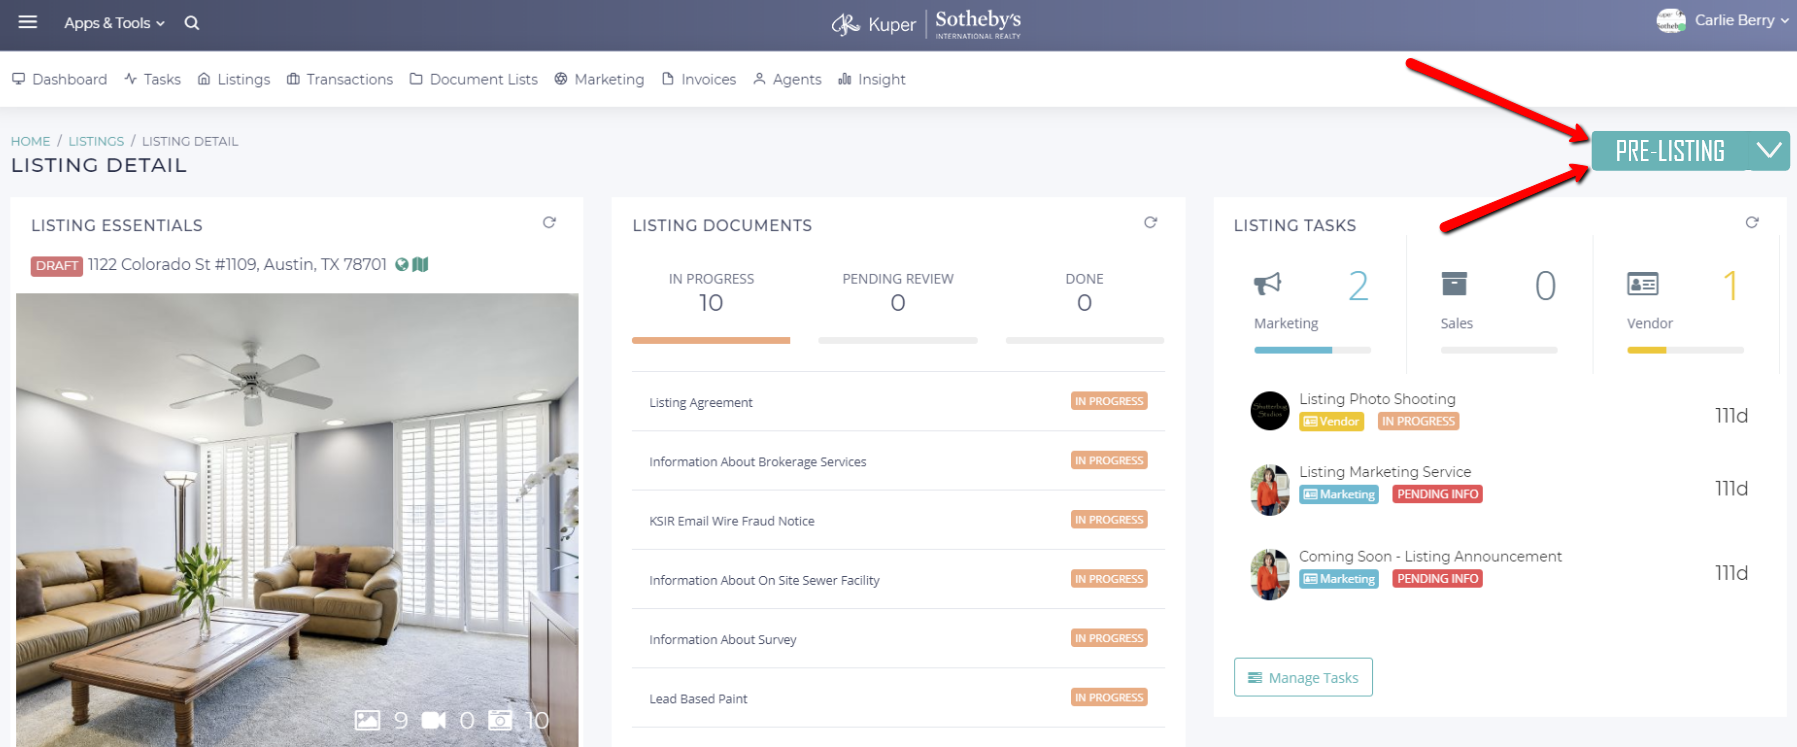 Apps & Tools
Kuper
Sotheby's
INTERNATIONAL REALTY
Carlie Berry
Dashboard
Tasks
Listings
Transactions
Document Lists
Marketing
Invoices
Agents
Insight
HOME / LISTINGS / LISTING DETAIL
LISTING DETAIL
PRE-LISTING
LISTING ESSENTIALS
DRAFT 1122 Colorado St #1109, Austin, TX 78701
9 0 10
LISTING DOCUMENTS
IN PROGRESS
10
PENDING REVIEW
0
DONE
0
Listing Agreement IN PROGRESS
Information About Brokerage Services IN PROGRESS
KSIR Email Wire Fraud Notice IN PROGRESS
Information About On Site Sewer Facility IN PROGRESS
Information About Survey IN PROGRESS
Lead Based Paint IN PROGRESS
LISTING TASKS
2
Marketing
0
Sales
1
Vendor
Listing Photo Shooting
Vendor IN PROGRESS
111d
Listing Marketing Service
Marketing PENDING INFO
111d
Coming Soon - Listing Announcement
Marketing PENDING INFO
111d
Manage Tasks